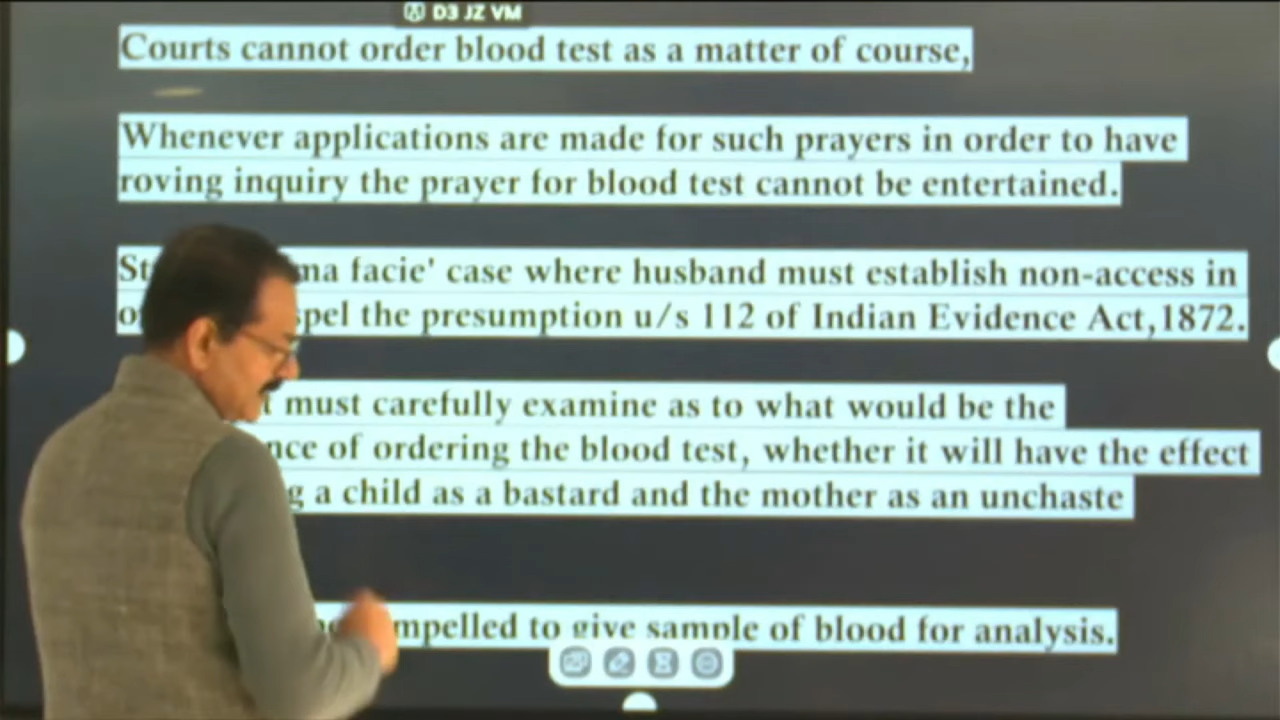 D3 JZ VM
Courts cannot order blood test as a matter of course,
Whenever applications are made for such prayers in order to have
roving inquiry the prayer for blood test cannot be entertained.
facie' case where husband must establish non-access in
the presumption u/s 112 of Indian Evidence Act,1872.
must carefully examine as to what would be the
of ordering the blood test, whether it will have the effect
a child as a bastard and the mother as an unchaste
to give sample of blood for analysis.